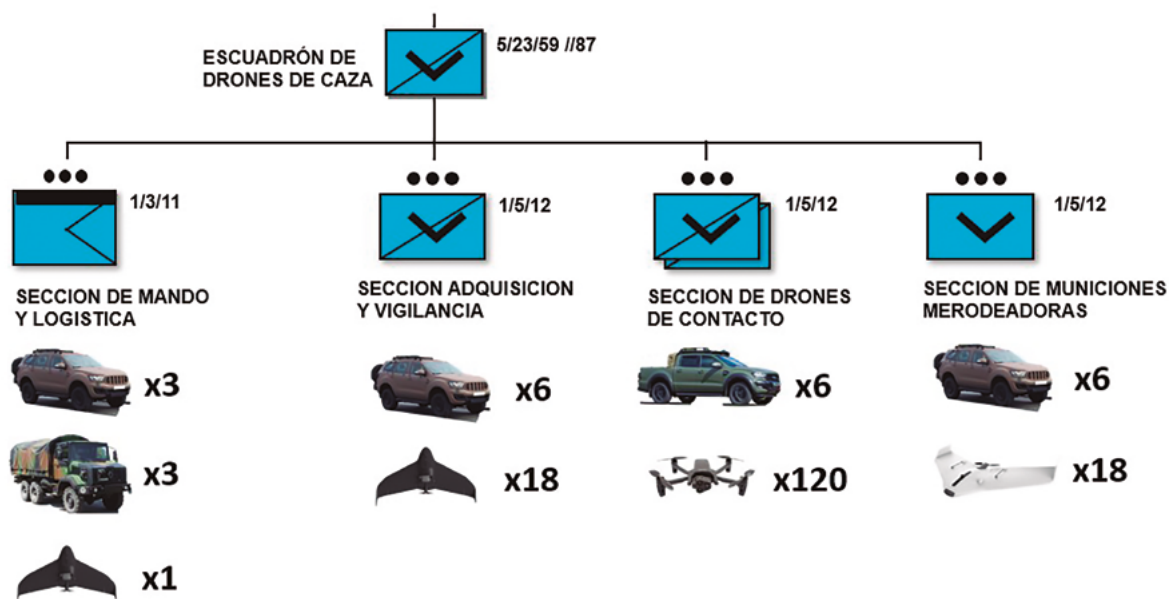 ESCUADRÓN DE
DRONES DE CAZA
5/23/59 //87
1/3/11
SECCION DE MANDO
Y LOGISTICA
x3
x3
x1
1/5/12
SECCION ADQUISICION
Y VIGILANCIA
x6
x18
1/5/12
SECCION DE DRONES
DE CONTACTO
x6
x120
1/5/12
SECCION DE MUNICIONES
MERODEADORAS
x6
x18